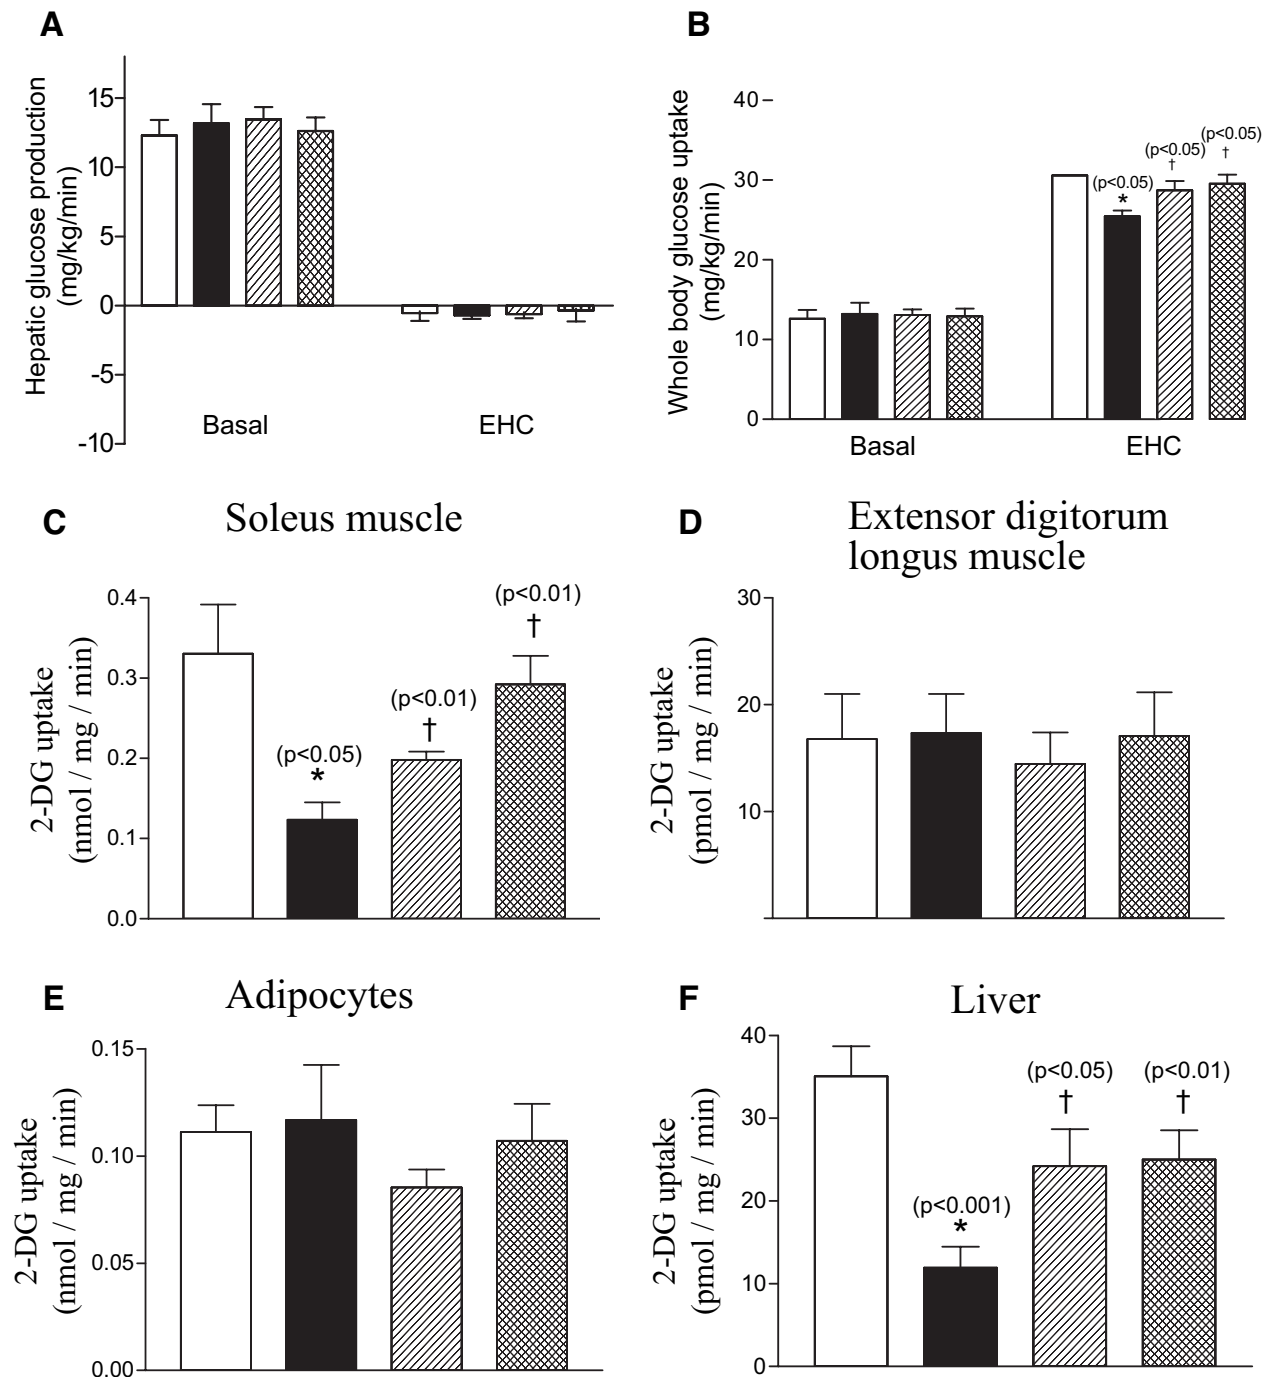 A
Hepatic glucose production
(mg/kg/min)
15
10
5
0
-5
-10
Basal
EHC
B
Whole body glucose uptake
(mg/kg/min)
40
30
20
10
0
(p<0.05)
*
(p<0.05)
†
(p<0.05)
†
Basal
EHC
C
Soleus muscle
2-DG uptake
(nmol / mg / min)
0.4
0.3
0.2
0.1
0.0
(p<0.05)
*
(p<0.01)
†
(p<0.01)
†
D
Extensor digitorum
longus muscle
2-DG uptake
(pmol / mg / min)
30
20
10
E
Adipocytes
2-DG uptake
(nmol / mg / min)
0.15
0.10
0.05
0.00
F
Liver
2-DG uptake
(pmol / mg / min)
40
30
20
10
0
(p<0.001)
*
(p<0.05)
†
(p<0.01)
†